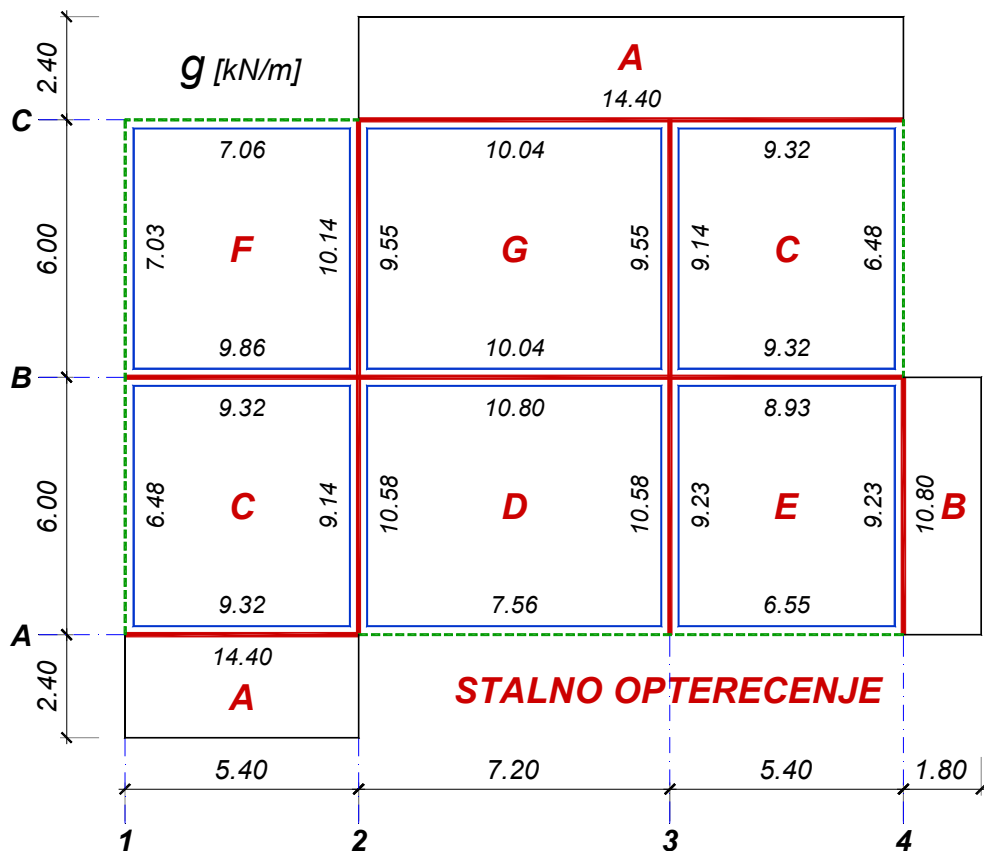 2.40
g [kN/m]
A
14.40
C
7.06
10.04
9.32
6.00
7.03
F
10.14
9.55
G
9.55
9.14
C
6.48
9.86
10.04
9.32
B
9.32
10.80
8.93
6.00
6.48
C
9.14
10.58
D
10.58
9.23
E
9.23
10.80
B
9.32
7.56
6.55
A
14.40
2.40
A
STALNO OPTERECENJE
5.40
7.20
5.40
1.80
1
2
3
4